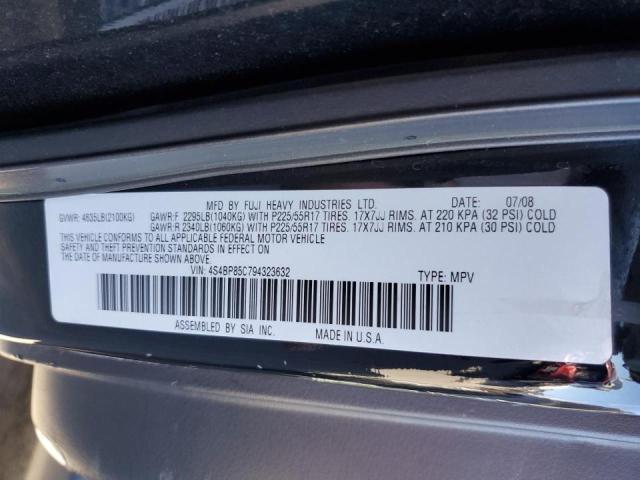 MFD BY FUJI HEAVY INDUSTRIES LTD. DATE: 07/08
GVWR: 4635LB(2100KG) GAWR:F 2295LB(1040KG) WITH P225/55R17 TIRES. 17X7JJ RIMS. AT 220 KPA (32 PSI) COLD
GAWR:R 2340LB(1060KG) WITH P225/55R17 TIRES. 17X7JJ RIMS. AT 210 KPA (30 PSI) COLD
THIS VEHICLE CONFORMS TO ALL APPLICABLE FEDERAL MOTOR VEHICLE
SAFETY AND THEFT PREVENTION STANDARDS IN EFFECT ON
THE DATE OF MANUFACTURE SHOWN ABOVE.
VIN: 4S4BP85C794323632 TYPE: MPV
ASSEMBLED BY SIA INC. MADE IN U.S.A.